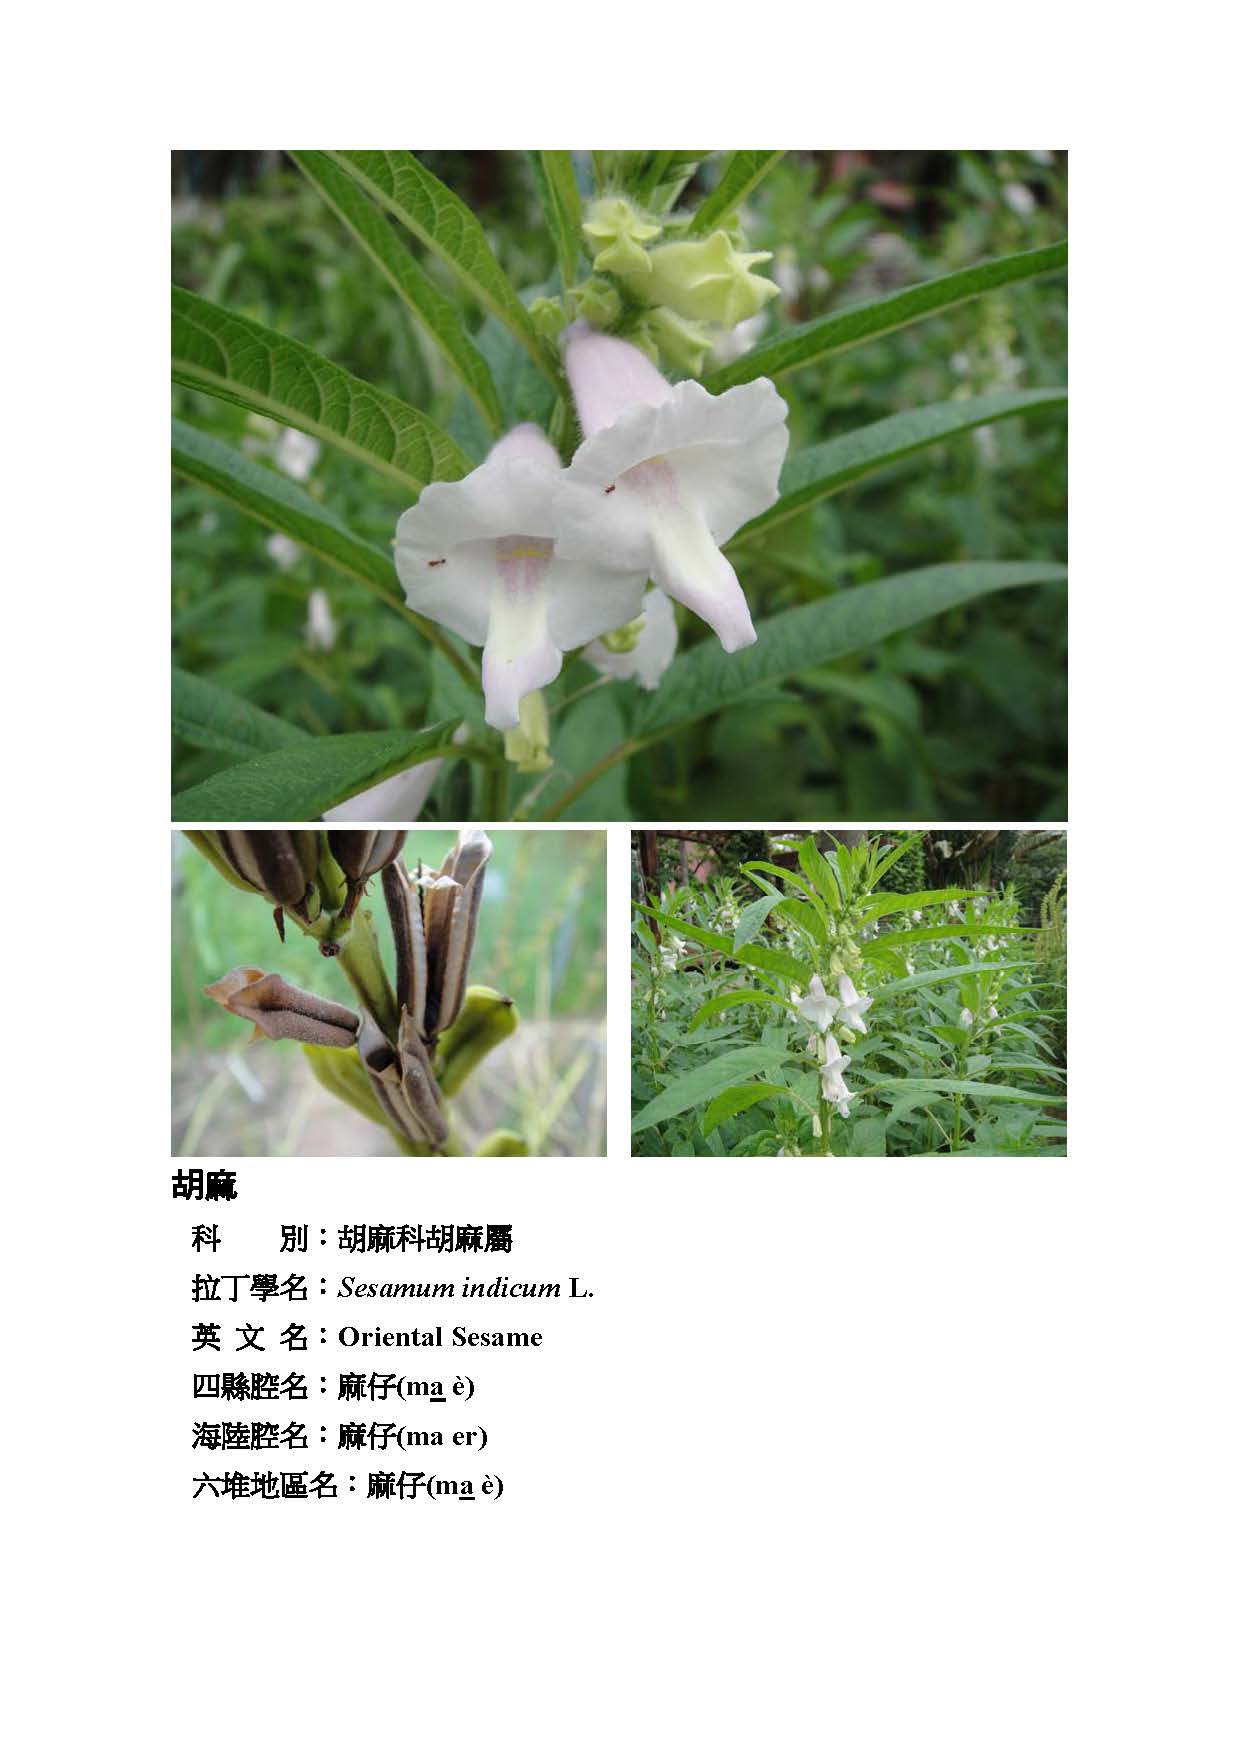 胡麻
科　　別：胡麻科胡麻屬
拉丁學名：Sesamum indicum L.
英 文 名：Oriental Sesame
四縣腔名：麻仔(ma è)
海陸腔名：麻仔(ma er)
六堆地區名：麻仔(ma è)